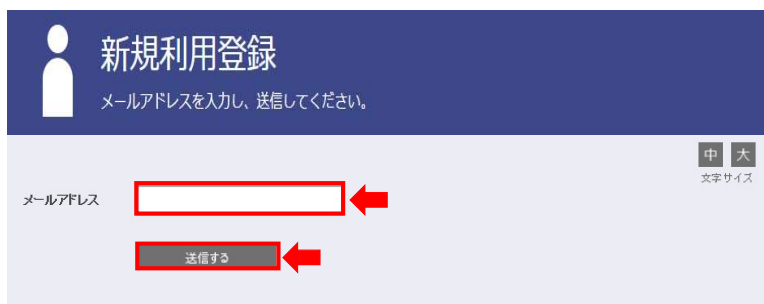 新規利用登録
メールアドレスを入力し、送信してください。
中 大
文字サイズ
メールアドレス
送信する